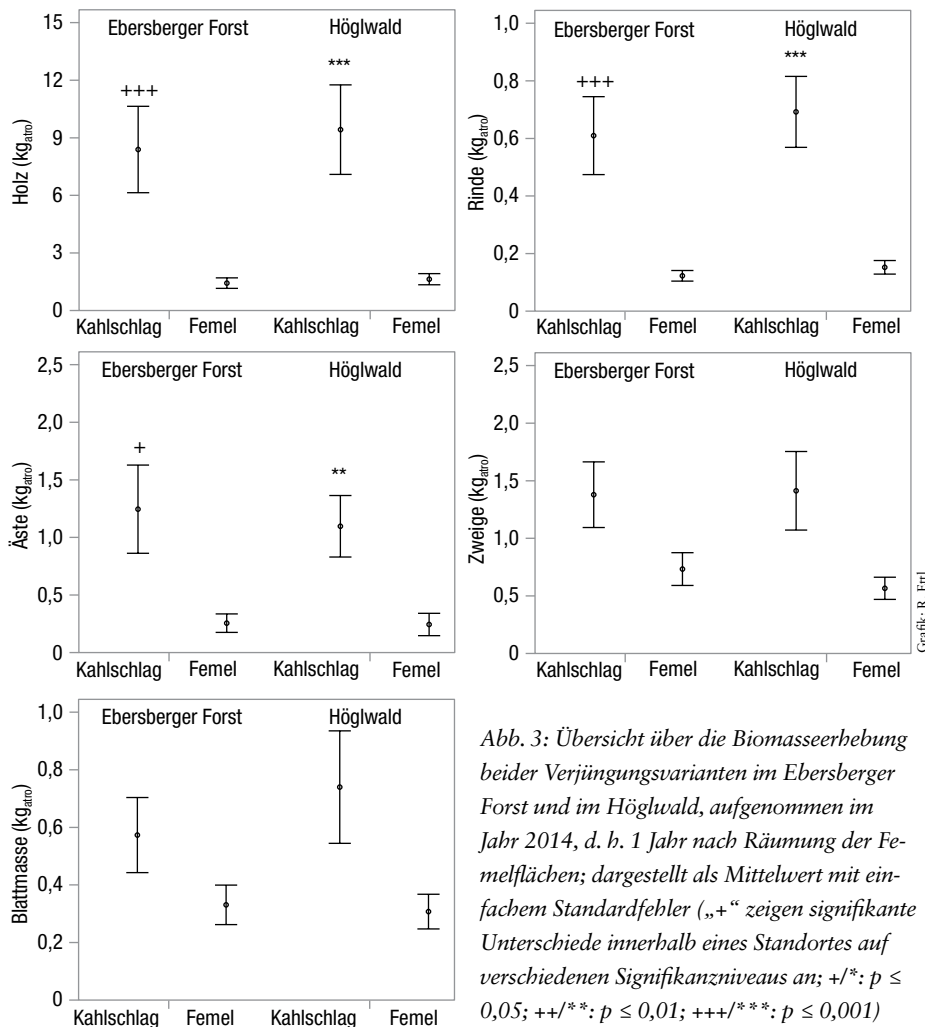 15
12
9
6
3
0
Holz (kg_atro)
Ebersberger Forst
Höglwald
+++
***
Kahlschlag
Femel
Kahlschlag
Femel
1,0
0,8
0,6
0,4
0,2
0
Rinde (kg_atro)
Ebersberger Forst
Höglwald
+++
***
Kahlschlag
Femel
Kahlschlag
Femel
2,5
2,0
1,5
1,0
0,5
0
Äste (kg_atro)
Ebersberger Forst
Höglwald
+
**
Kahlschlag
Femel
Kahlschlag
Femel
2,5
2,0
1,5
1,0
0,5
0
Zweige (kg_atro)
Ebersberger Forst
Höglwald
Kahlschlag
Femel
Kahlschlag
Femel
Grafik: R. Ettl
1,0
0,8
0,6
0,4
0,2
0
Blattmasse (kg_atro)
Ebersberger Forst
Höglwald
Kahlschlag
Femel
Kahlschlag
Femel
Abb. 3: Übersicht über die Biomasseerhebung
beider Verjüngungsvarianten im Ebersberger
Forst und im Höglwald, aufgenommen im
Jahr 2014, d. h. 1 Jahr nach Räumung der Fe-
melflächen; dargestellt als Mittelwert mit ein-
fachem Standardfehler („+“ zeigen signifikante
Unterschiede innerhalb eines Standortes auf
verschiedenen Signifikanzniveaus an; +/*: p ≤
0,05; ++/**: p ≤ 0,01; +++/***: p ≤ 0,001)